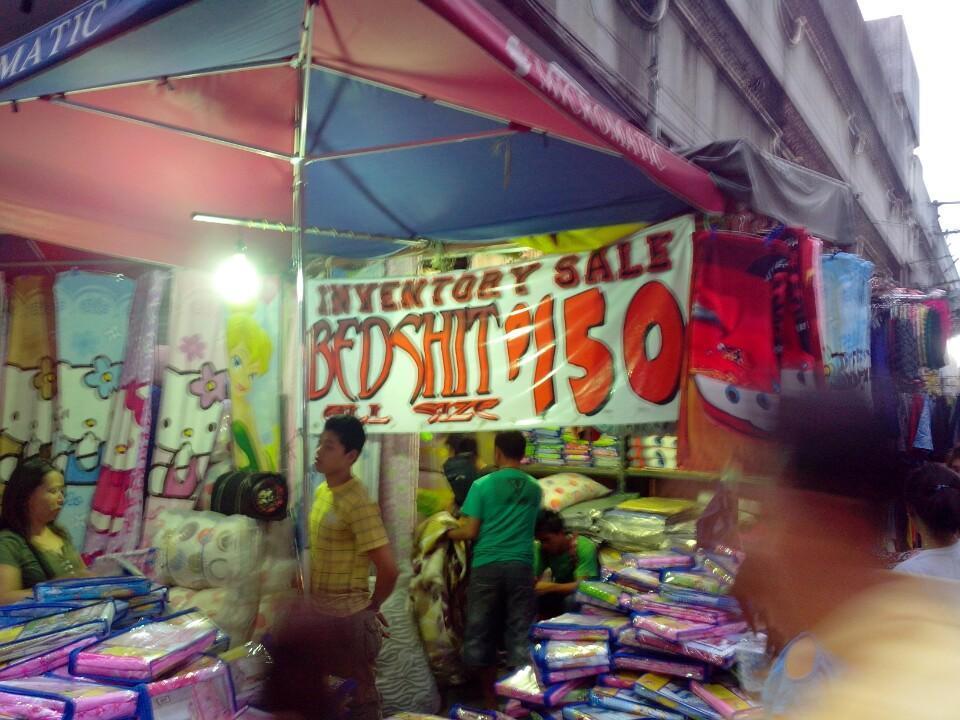 MATIC
INVENTORY SALE
BEDSHIT 150
ALL SIZE